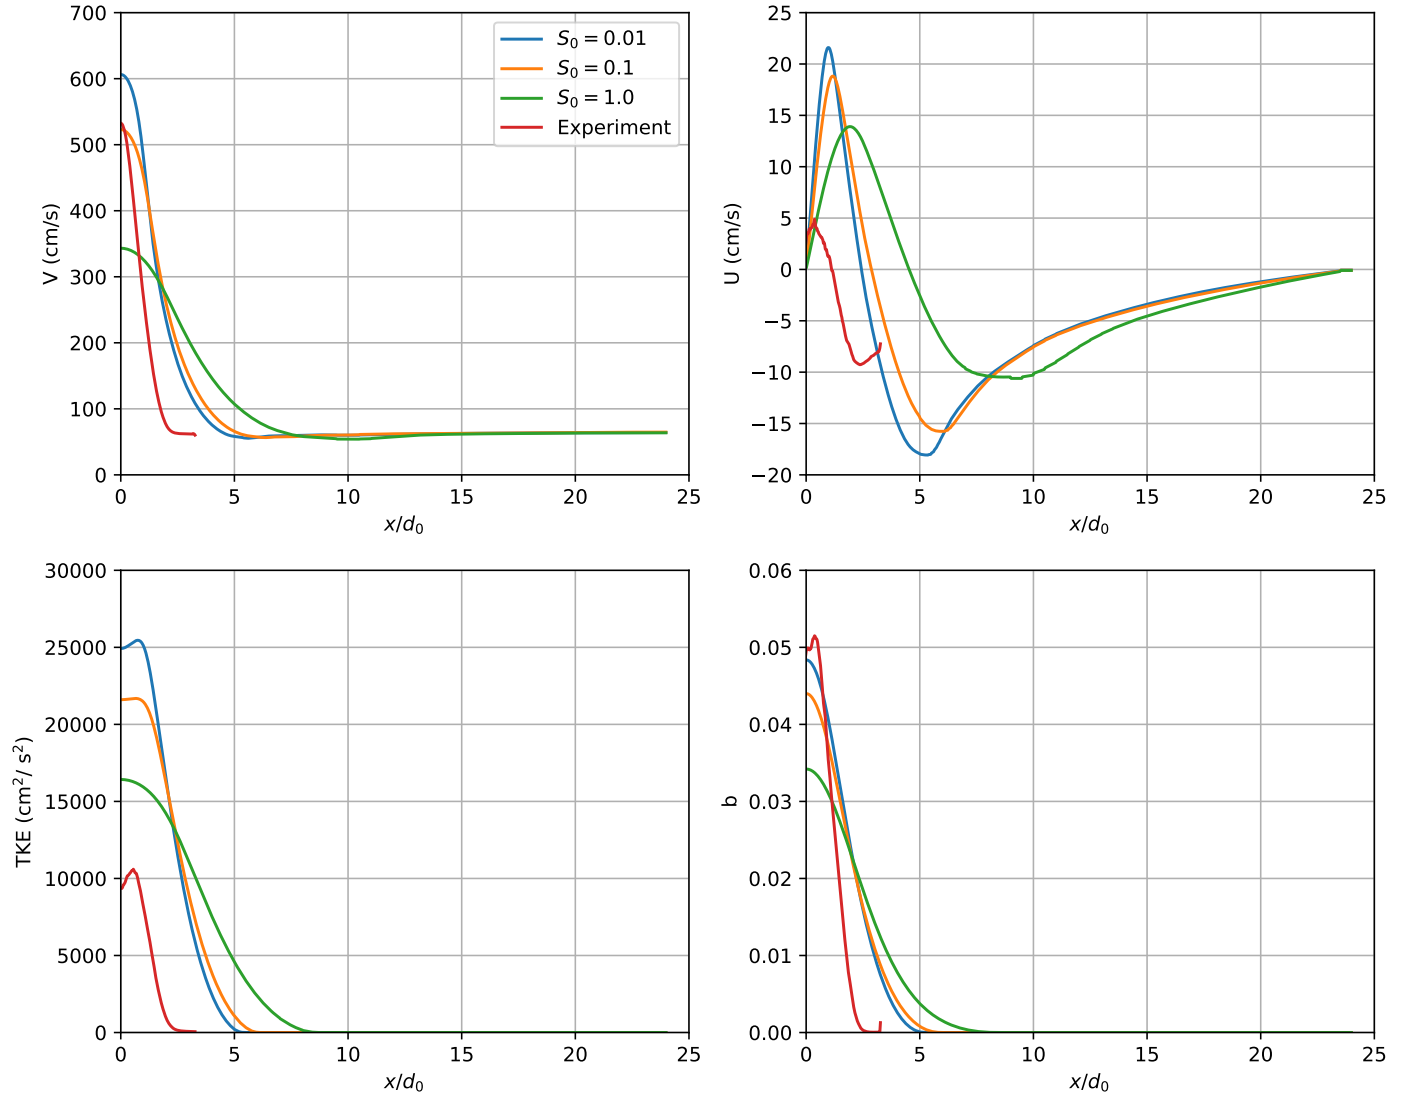 700
600
500
400
300
200
100
0
V (cm/s)
0 5 10 15 20 25
x/d₀
S₀ = 0.01
S₀ = 0.1
S₀ = 1.0
Experiment
25
20
15
10
5
0
−5
−10
−15
−20
U (cm/s)
0 5 10 15 20 25
x/d₀
30000
25000
20000
15000
10000
5000
0
TKE (cm²/ s²)
0 5 10 15 20 25
x/d₀
0.06
0.05
0.04
0.03
0.02
0.01
0.00
b
0 5 10 15 20 25
x/d₀